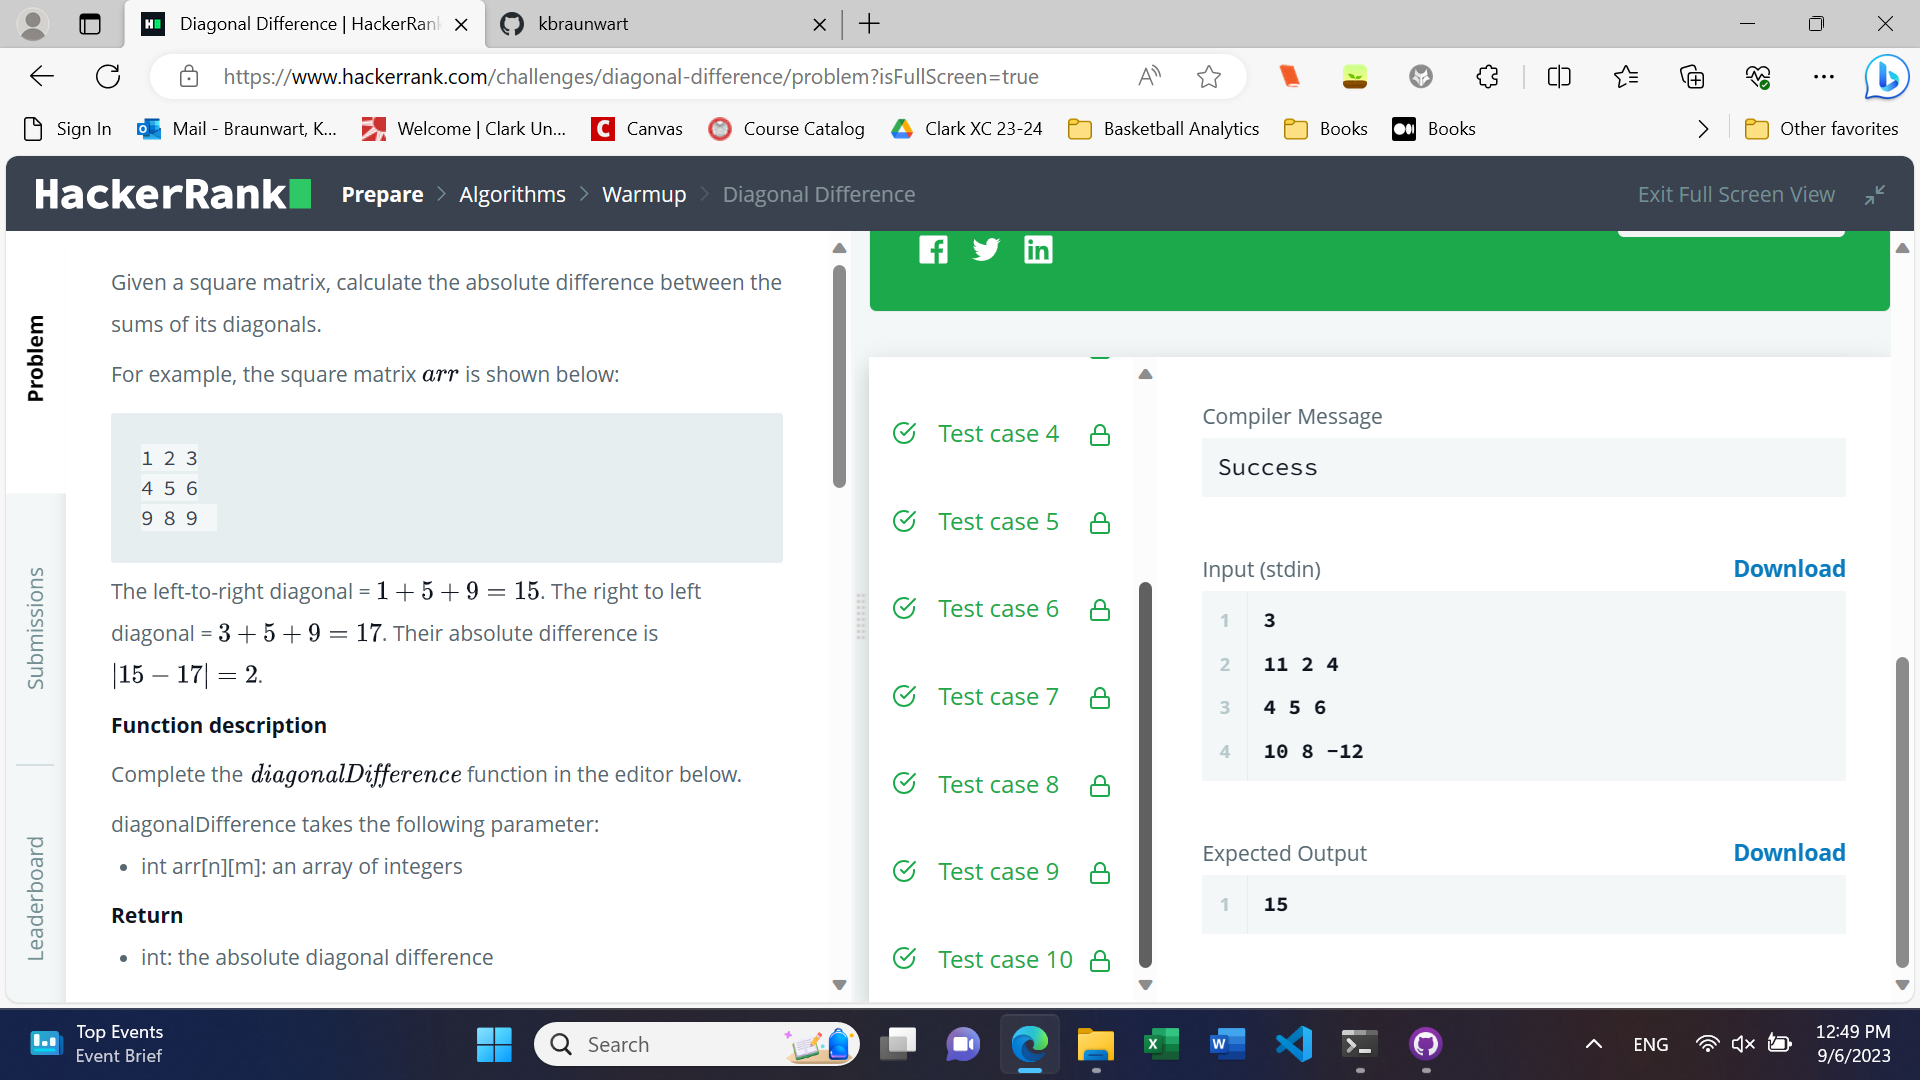 Diagonal Difference | HackerRank
kbraunwart
https://www.hackerrank.com/challenges/diagonal-difference/problem?isFullScreen=true
Sign In
Mail - Braunwart, K...
Welcome | Clark Un...
Canvas
Course Catalog
Clark XC 23-24
Basketball Analytics
Books
Books
Other favorites
HackerRank
Prepare > Algorithms > Warmup > Diagonal Difference
Exit Full Screen View
Problem
Submissions
Leaderboard
Given a square matrix, calculate the absolute difference between the
sums of its diagonals.
For example, the square matrix arr is shown below:
1 2 3
4 5 6
9 8 9
The left-to-right diagonal = 1 + 5 + 9 = 15. The right to left
diagonal = 3 + 5 + 9 = 17. Their absolute difference is
|15 − 17| = 2.
Function description
Complete the diagonalDifference function in the editor below.
diagonalDifference takes the following parameter:
• int arr[n][m]: an array of integers
Return
• int: the absolute diagonal difference
Test case 4
Test case 5
Test case 6
Test case 7
Test case 8
Test case 9
Test case 10
Compiler Message
Success
Input (stdin)
Download
1 3
2 11 2 4
3 4 5 6
4 10 8 -12
Expected Output
Download
1 15
Top Events
Event Brief
Search
ENG
12:49 PM
9/6/2023